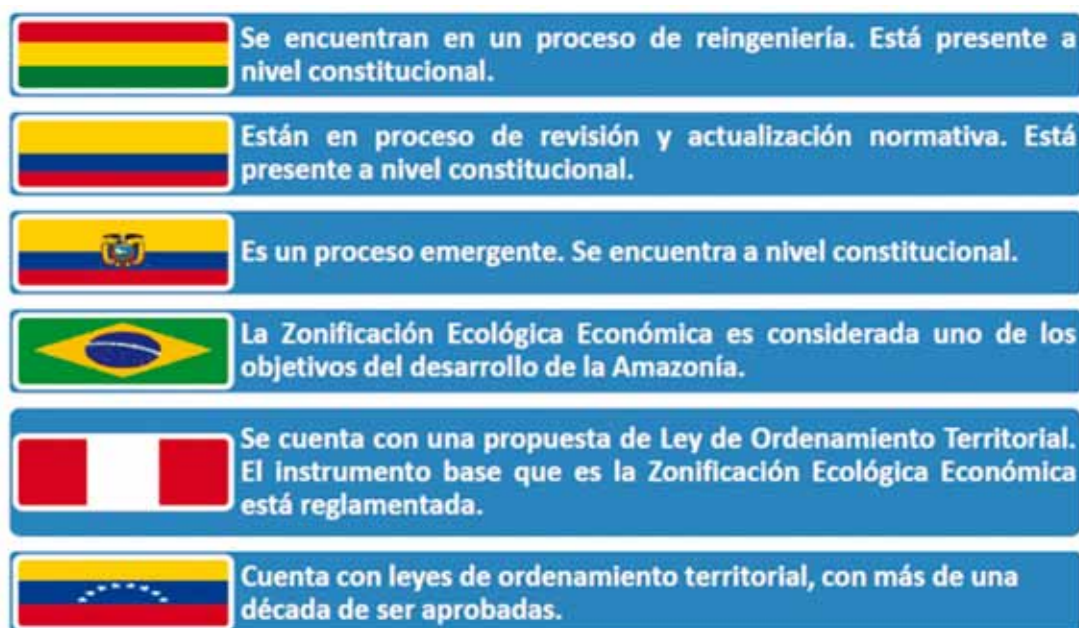 Se encuentran en un proceso de reingeniería. Está presente a
nivel constitucional.
Están en proceso de revisión y actualización normativa. Está
presente a nivel constitucional.
Es un proceso emergente. Se encuentra a nivel constitucional.
La Zonificación Ecológica Económica es considerada uno de los
objetivos del desarrollo de la Amazonía.
Se cuenta con una propuesta de Ley de Ordenamiento Territorial.
El instrumento base que es la Zonificación Ecológica Económica
está reglamentada.
Cuenta con leyes de ordenamiento territorial, con más de una
década de ser aprobadas.